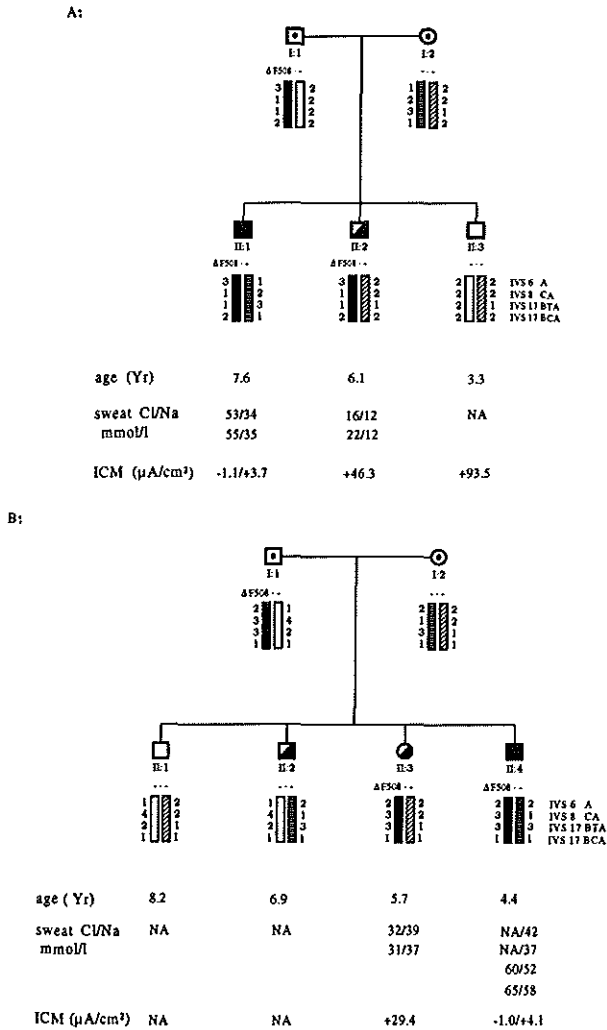 A:
I:1 I:2
ΔF508 -+ -+
3 2 1 2
1 2 2 2
1 2 3 1
2 2 1 2
II:1 II:2 II:3
ΔF508 -+ ΔF508 -+ -+
3 1 3 2 2 2 IVS 6 A
1 2 1 2 2 2 IVS 8 CA
1 3 1 1 2 1 IVS 17 BTA
2 1 2 2 2 2 IVS 17 BCA
age (Yr) 7.6 6.1 3.3
sweat Cl/Na 53/34 16/12 NA
mmol/l 55/35 22/12
ICM (µA/cm²) -1.1/+3.7 +46.3 +93.5
B:
I:1 I:2
ΔF508 -+ -+
2 1 2 2
3 4 1 2
3 2 3 1
1 1 1 1
II:1 II:2 II:3 II:4
-+ -+ ΔF508 -+ ΔF508 -+
1 2 1 2 2 2 2 2 IVS 6 A
4 2 4 1 3 2 3 1 IVS 8 CA
2 1 2 3 3 1 3 3 IVS 17 BTA
1 1 1 1 1 1 1 1 IVS 17 BCA
age ( Yr) 8.2 6.9 5.7 4.4
sweat Cl/Na NA NA 32/39 NA/42
mmol/l 31/37 NA/37
60/52
65/58
ICM (µA/cm²) NA NA +29.4 -1.0/+4.1